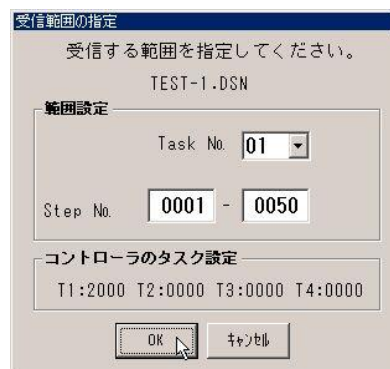 受信範囲の指定
受信する範囲を指定してください。
TEST-1.DSN
範囲設定
Task No. 01
Step No. 0001 - 0050
コントローラのタスク設定
T1:2000 T2:0000 T3:0000 T4:0000
OK ｷｬﾝｾﾙ